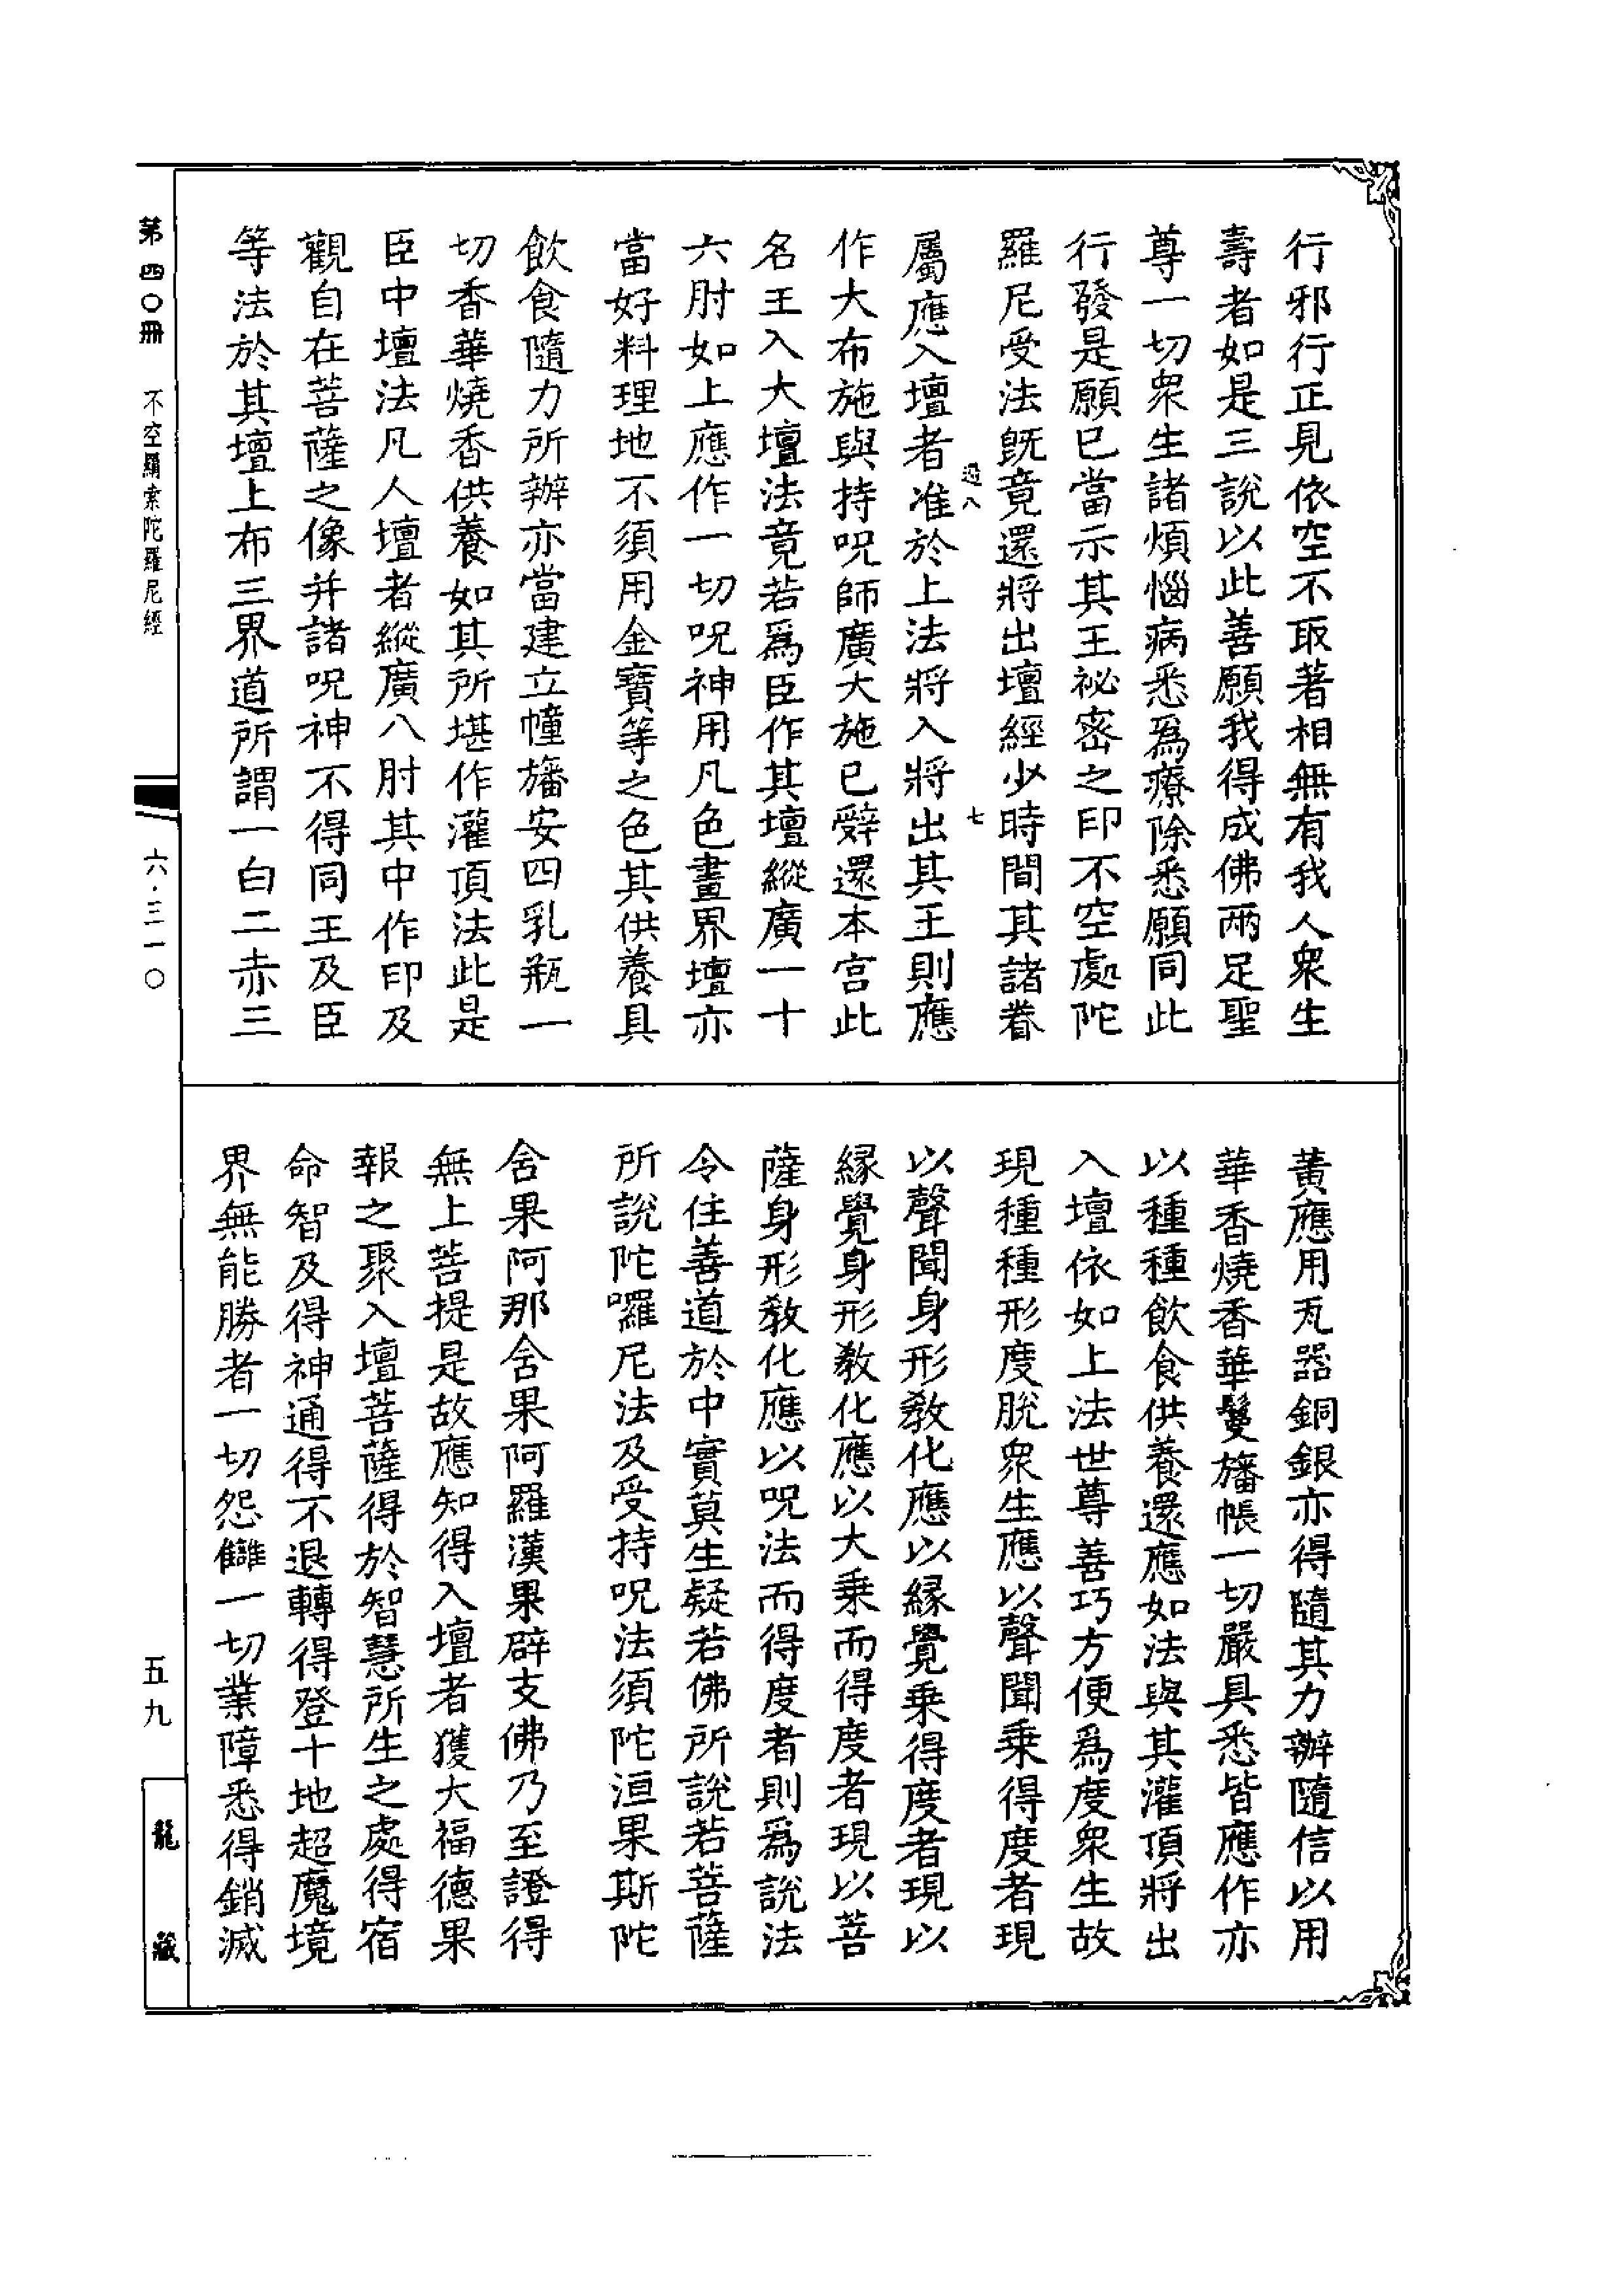 行邪行正見依空不取著相無有我人衆生
壽者如是三說以此善願我得成佛兩足聖
尊一切衆生諸煩惱病悉爲療除悉願同此
行發是願已當示其王祕密之印不空處陀
羅尼受法旣竟還將出壇經少時間其諸眷
屬應入壇者准於上法將入將出其王則應
作大布施與持呪師廣大施已辤還本宮此
名王入大壇法竟若爲臣作其壇縱廣一十
六肘如上應作一切呪神用凡色畫界壇亦
當好料理地不須用金寶等之色其供養具
飲食隨力所辦亦當建立幢旛安四乳瓶一
切香華燒香供養如其所堪作灌頂法此是
臣中壇法凡人壇者縱廣八肘其中作印及
觀自在菩薩之像并諸呪神不得同王及臣
等法於其壇上布三界道所謂一白二赤三
黃應用瓦器銅銀亦得隨其力辦隨信以用
華香燒香華鬘旛帳一切嚴具悉皆應作亦
以種種飲食供養還應如法與其灌頂將出
入壇依如上法世尊善巧方便爲度衆生故
現種種形度脫衆生應以聲聞乘得度者現
以聲聞身形敎化應以緣覺乘得度者現以
緣覺身形敎化應以大乘而得度者現以菩
薩身形敎化應以呪法而得度者則爲說法
令住善道於中實莫生疑若佛所說若菩薩
所說陀囉尼法及受持呪法須陀洹果斯陀
含果阿那含果阿羅漢果辟支佛乃至證得
無上菩提是故應知得入壇者獲大福德果
報之聚入壇菩薩得於智慧所生之處得宿
命智及得神通得不退轉得登十地超魔境
界無能勝者一切怨讎一切業障悉得銷滅
第四〇冊
不空羂索陀羅尼經
六·三一〇
五九
龍藏
八
七